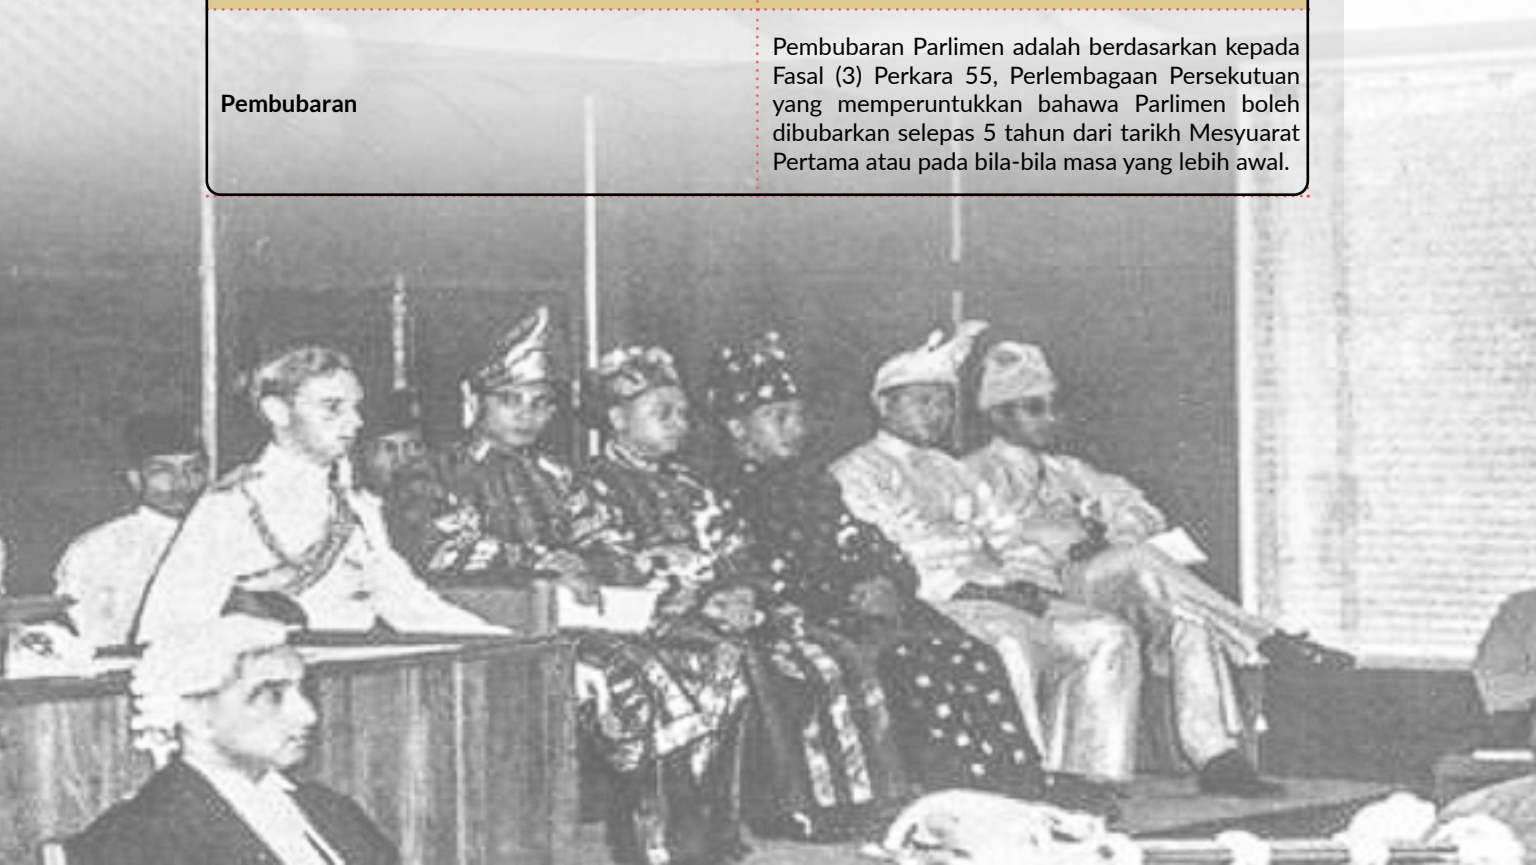 Pembubaran
Pembubaran Parlimen adalah berdasarkan kepada
Fasal (3) Perkara 55, Perlembagaan Persekutuan
yang memperuntukkan bahawa Parlimen boleh
dibubarkan selepas 5 tahun dari tarikh Mesyuarat
Pertama atau pada bila-bila masa yang lebih awal.